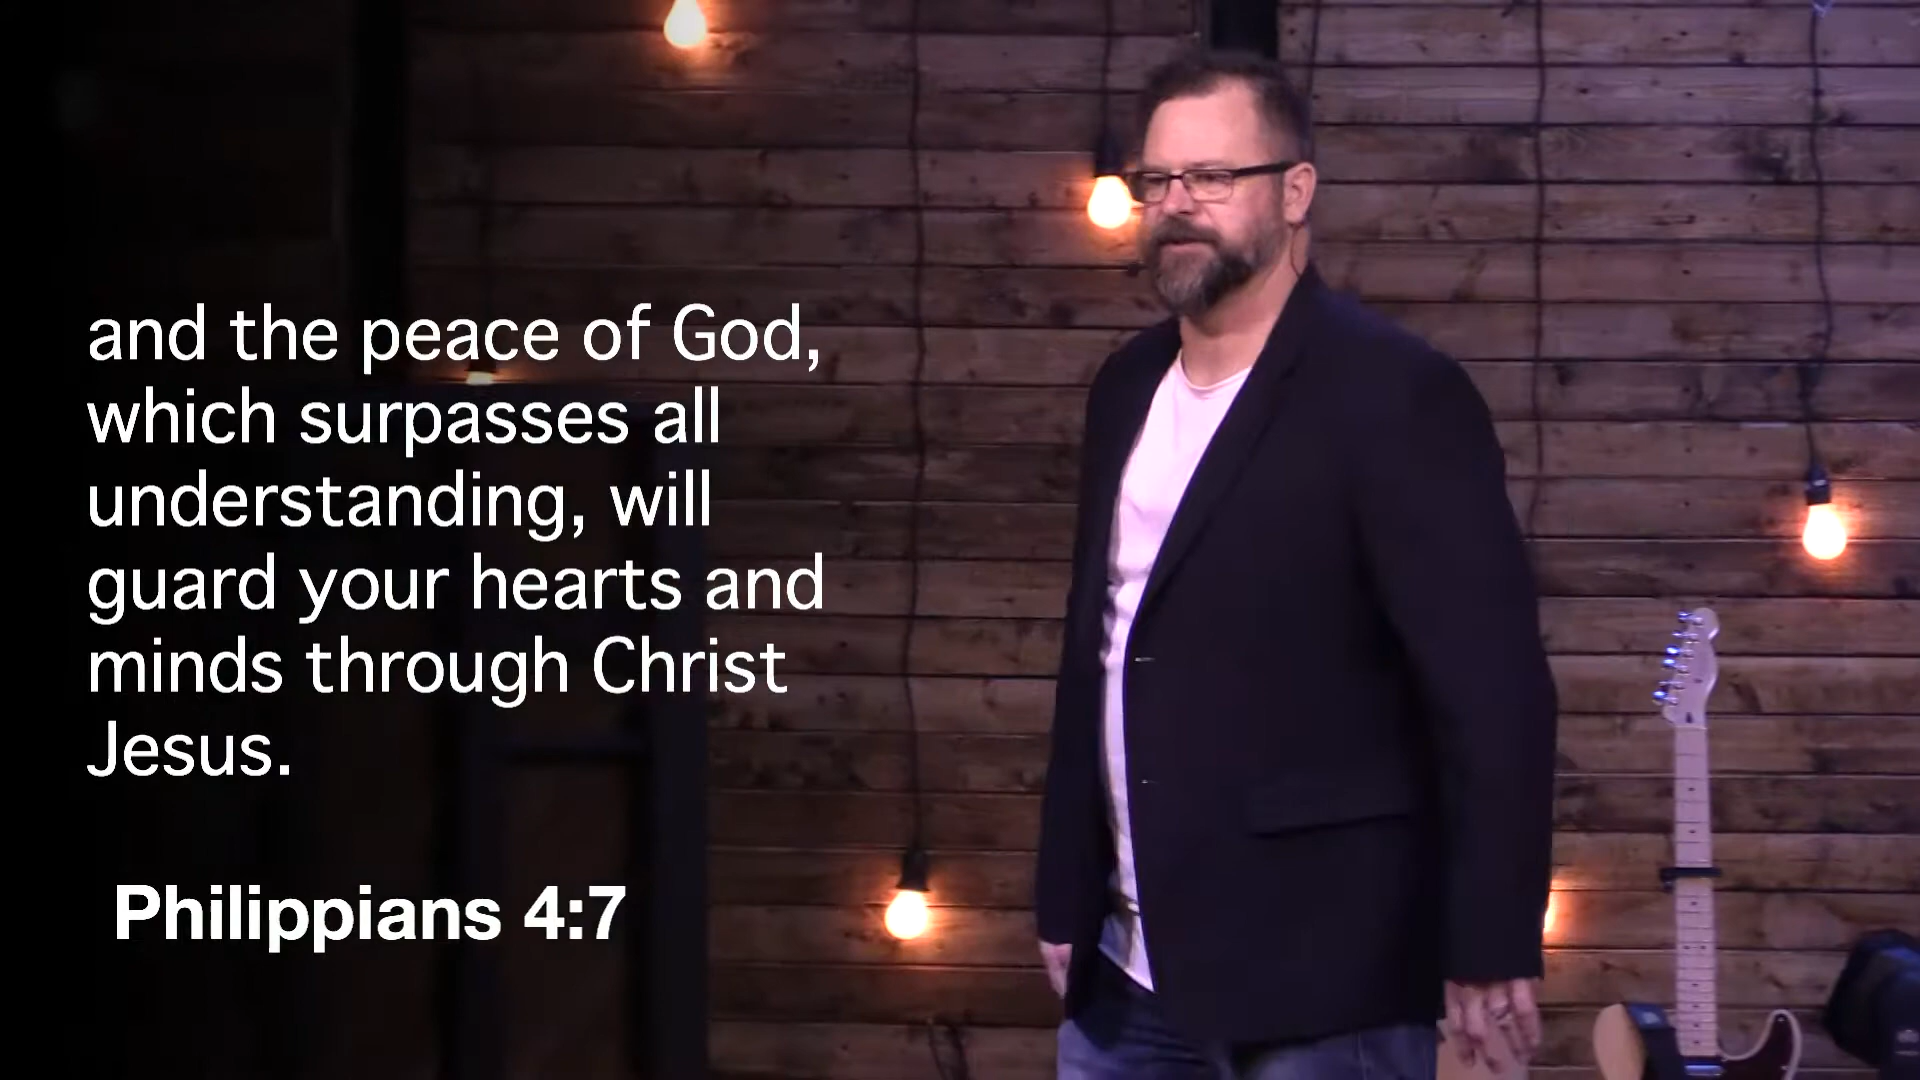 and the peace of God,
which surpasses all
understanding, will
guard your hearts and
minds through Christ
Jesus.
Philippians 4:7